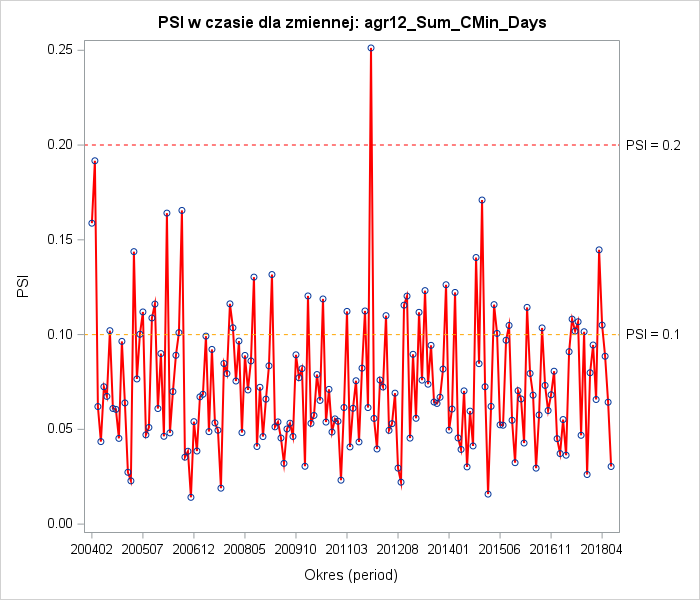 PSI w czasie dla zmiennej: agr12_Sum_CMin_Days
0.25
0.20
0.15
0.10
0.05
0.00
PSI
PSI = 0.2
PSI = 0.1
200402 200507 200612 200805 200910 201103 201208 201401 201506 201611 201804
Okres (period)